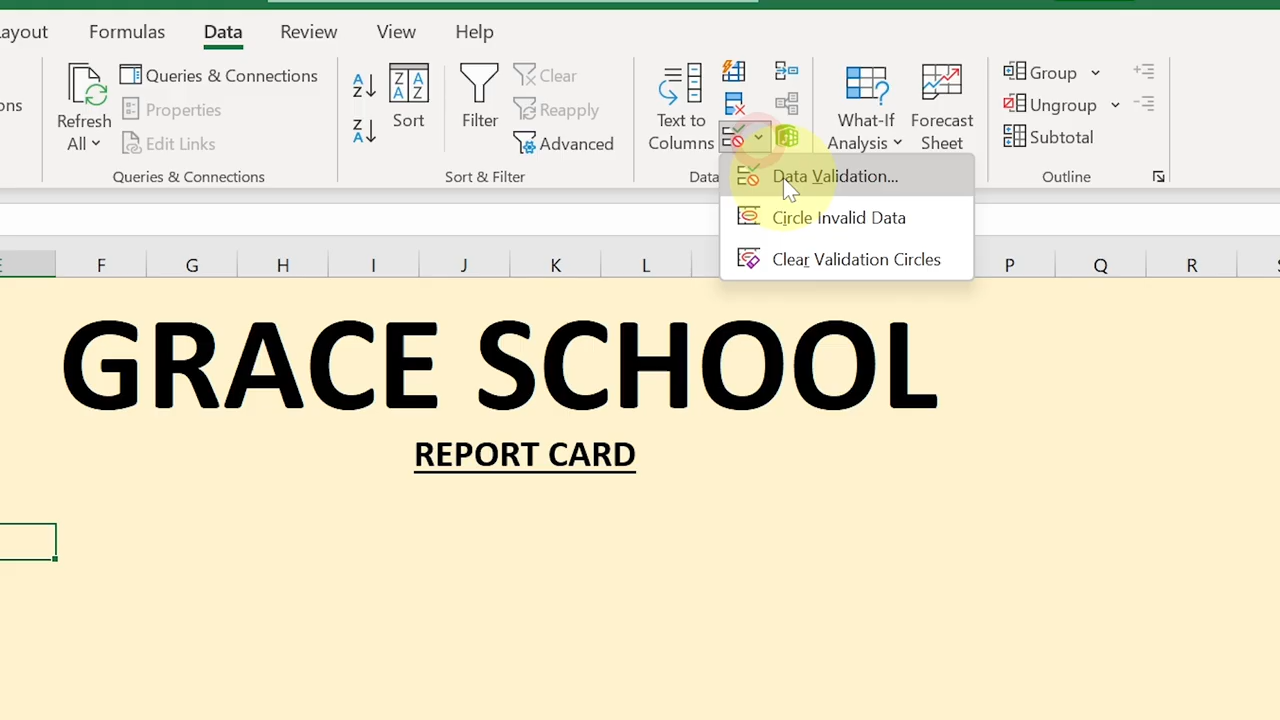 ayout Formulas Data Review View Help
ons
Refresh All
Queries & Connections
Properties
Edit Links
Queries & Connections
A Z
Z A
Z A A Z
Sort
Filter
Clear
Reapply
Advanced
Sort & Filter
Text to Columns
Data
Data Validation...
Circle Invalid Data
Clear Validation Circles
What-If Analysis
Forecast Sheet
Group
Ungroup
Subtotal
Outline
F G H I J K L P Q R
GRACE SCHOOL
REPORT CARD